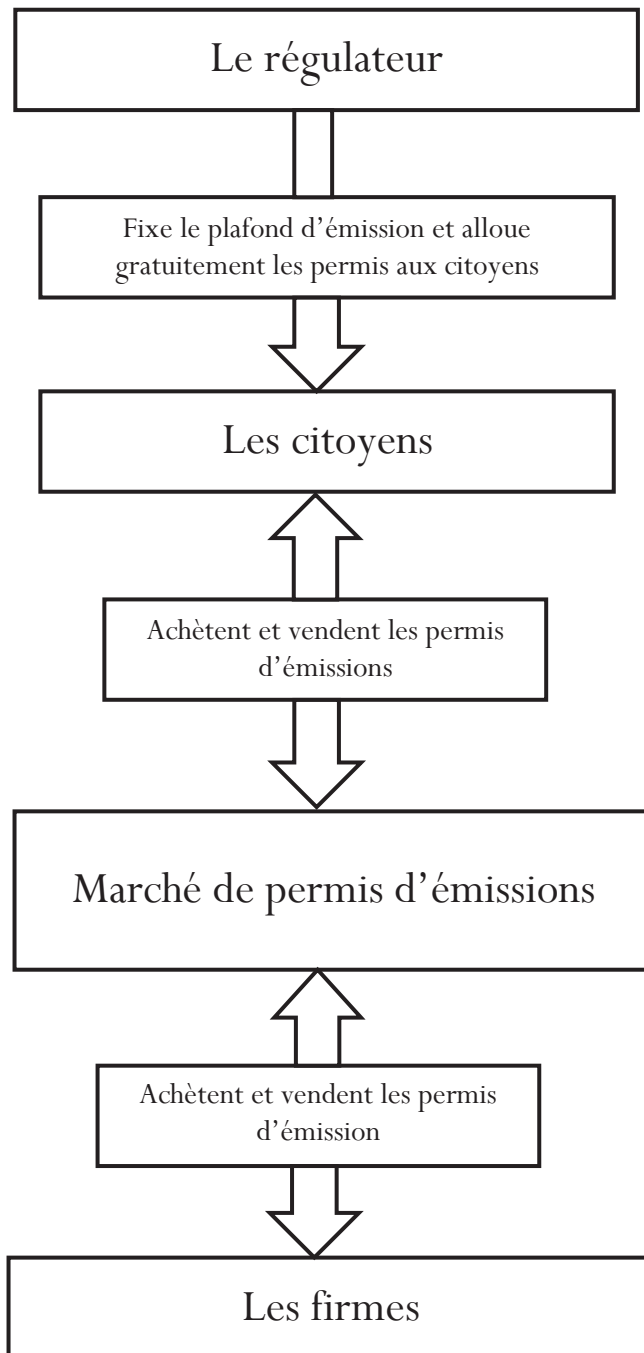 Le régulateur
Fixe le plafond d’émission et alloue
gratuitement les permis aux citoyens
Les citoyens
Achètent et vendent les permis
d’émissions
Marché de permis d’émissions
Achètent et vendent les permis
d’émission
Les firmes